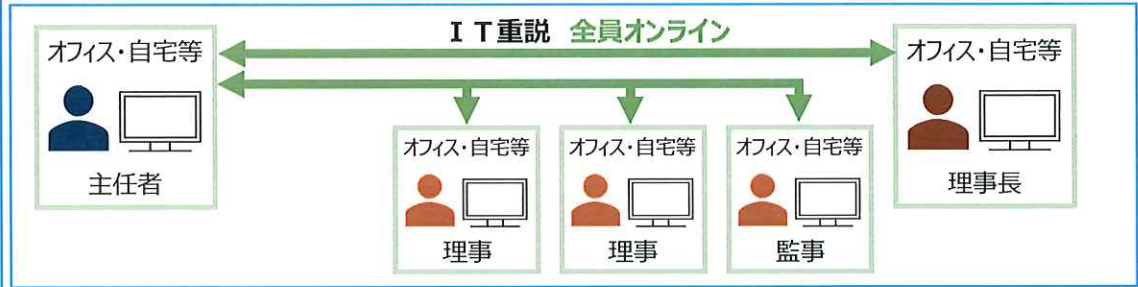 ＩＴ重説 全員オンライン
オフィス・自宅等
主任者
オフィス・自宅等
理事長
オフィス・自宅等
理事
オフィス・自宅等
理事
オフィス・自宅等
監事